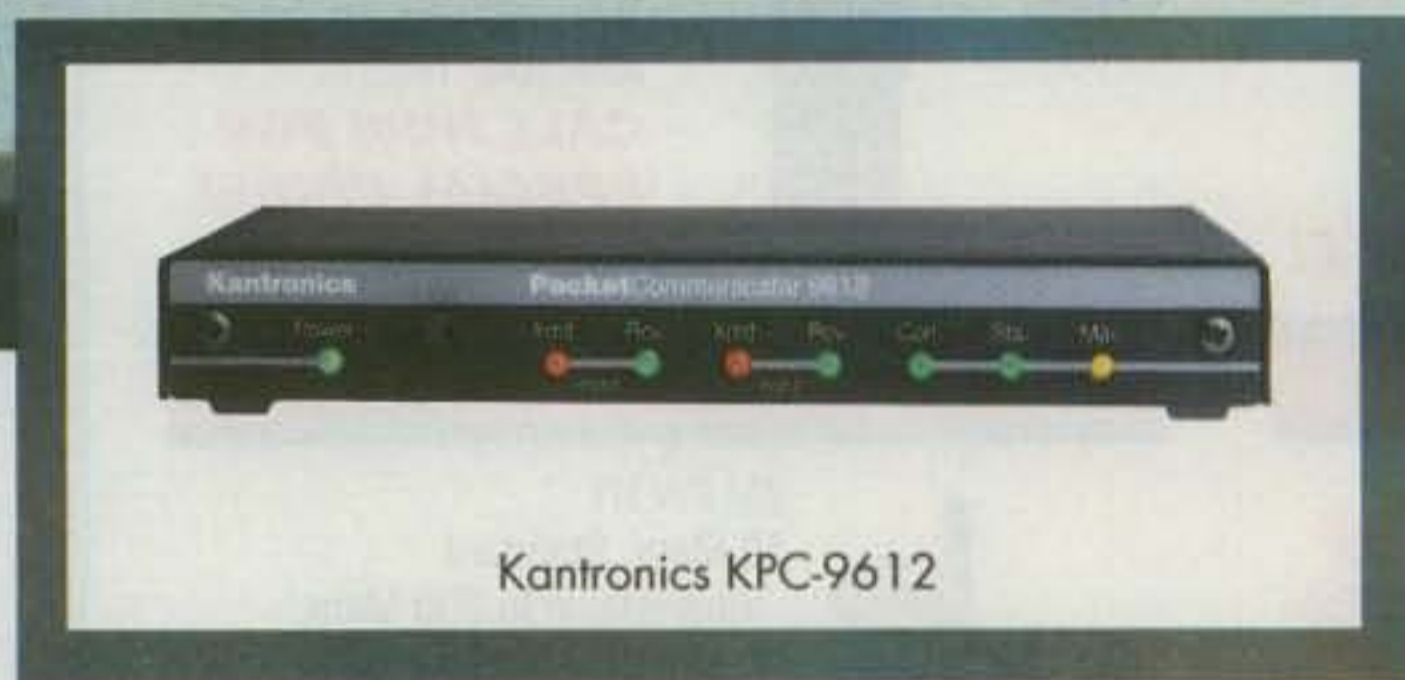 Kantronics PacketCommunicator 9612
Power Xmit Rcv Xmit Rcv Con Sta Mail
Kantronics KPC-9612